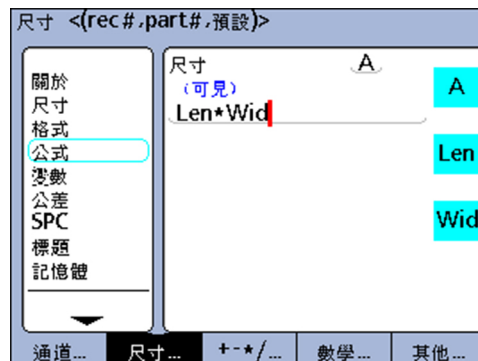 尺寸 <(rec#,part#,預設)>
關於
尺寸
格式
公式
變數
公差
SPC
標題
記憶體
尺寸 A
(可見)
Len*Wid
A
Len
Wid
通道... 尺寸... +-*/... 數學... 其他...